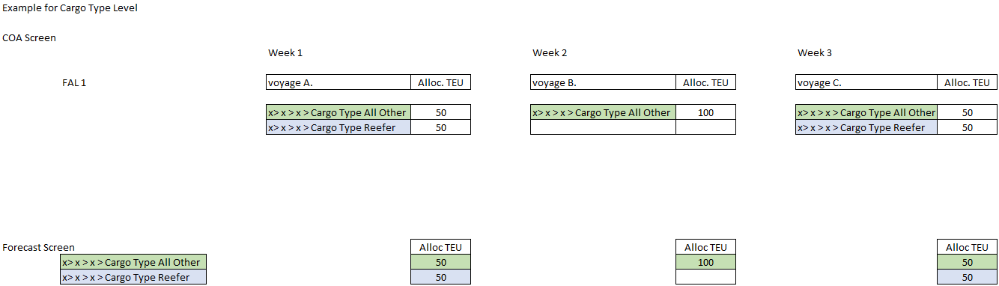 Example for Cargo Type Level
COA Screen
Week 1 Week 2 Week 3
FAL 1 voyage A. Alloc. TEU voyage B. Alloc. TEU voyage C. Alloc. TEU
x> x > x > Cargo Type All Other 50 x> x > x > Cargo Type All Other 100 x> x > x > Cargo Type All Other 50
x> x > x > Cargo Type Reefer 50 x> x > x > Cargo Type Reefer 50
Forecast Screen Alloc TEU Alloc TEU Alloc TEU
x> x > x > Cargo Type All Other 50 100 50
x> x > x > Cargo Type Reefer 50 50